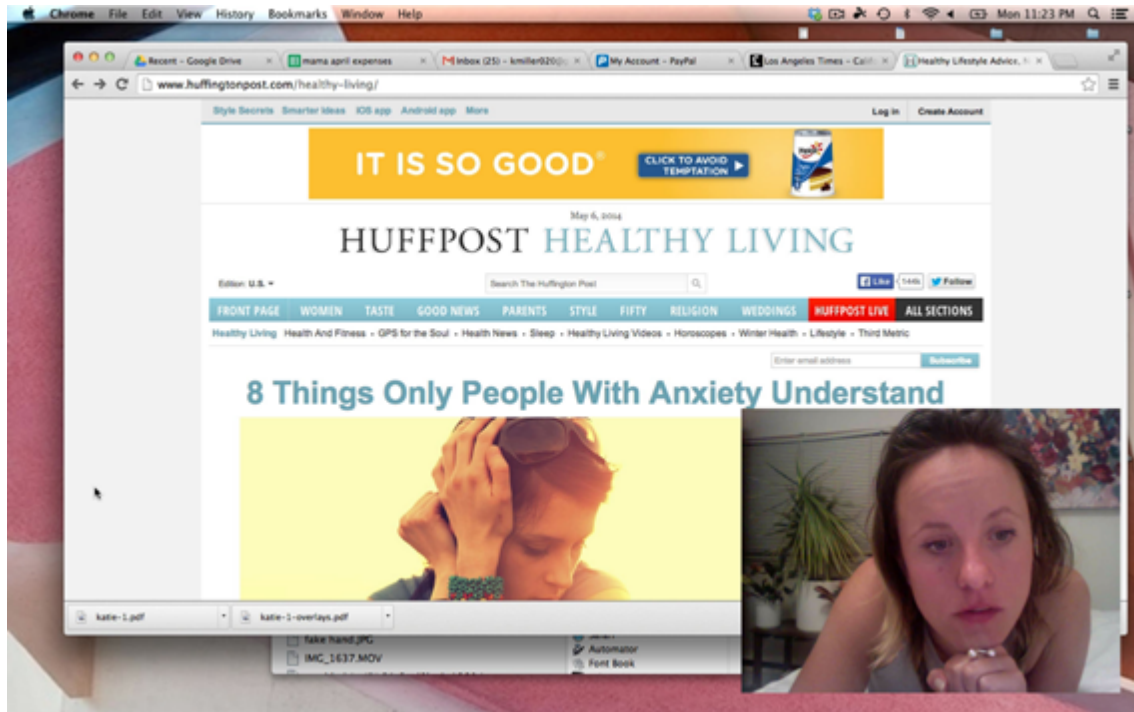 Chrome File Edit View History Bookmarks Window Help Mon 11:23 PM
Recent - Google Drive mama april expenses Inbox (25) - kmiller020 My Account - PayPal Los Angeles Times - Calif Healthy Lifestyle Advice,
www.huffingtonpost.com/healthy-living/
Style Secrets Smarter Ideas iOS app Android app More Log in Create Account
IT IS SO GOOD®
CLICK TO AVOID
TEMPTATION
May 6, 2014
HUFFPOST HEALTHY LIVING
Edition: U.S. Search The Huffington Post Like 144k Follow
FRONT PAGE WOMEN TASTE GOOD NEWS PARENTS STYLE FIFTY RELIGION WEDDINGS HUFFPOST LIVE ALL SECTIONS
Healthy Living Health And Fitness • GPS for the Soul • Health News • Sleep • Healthy Living Videos • Horoscopes • Winter Health • Lifestyle • Third Metric
Enter email address Subscribe
8 Things Only People With Anxiety Understand
katie-1.pdf katie-1-overlays.pdf
fake hand.JPG
Automator
IMG_1637.MOV
Font Book